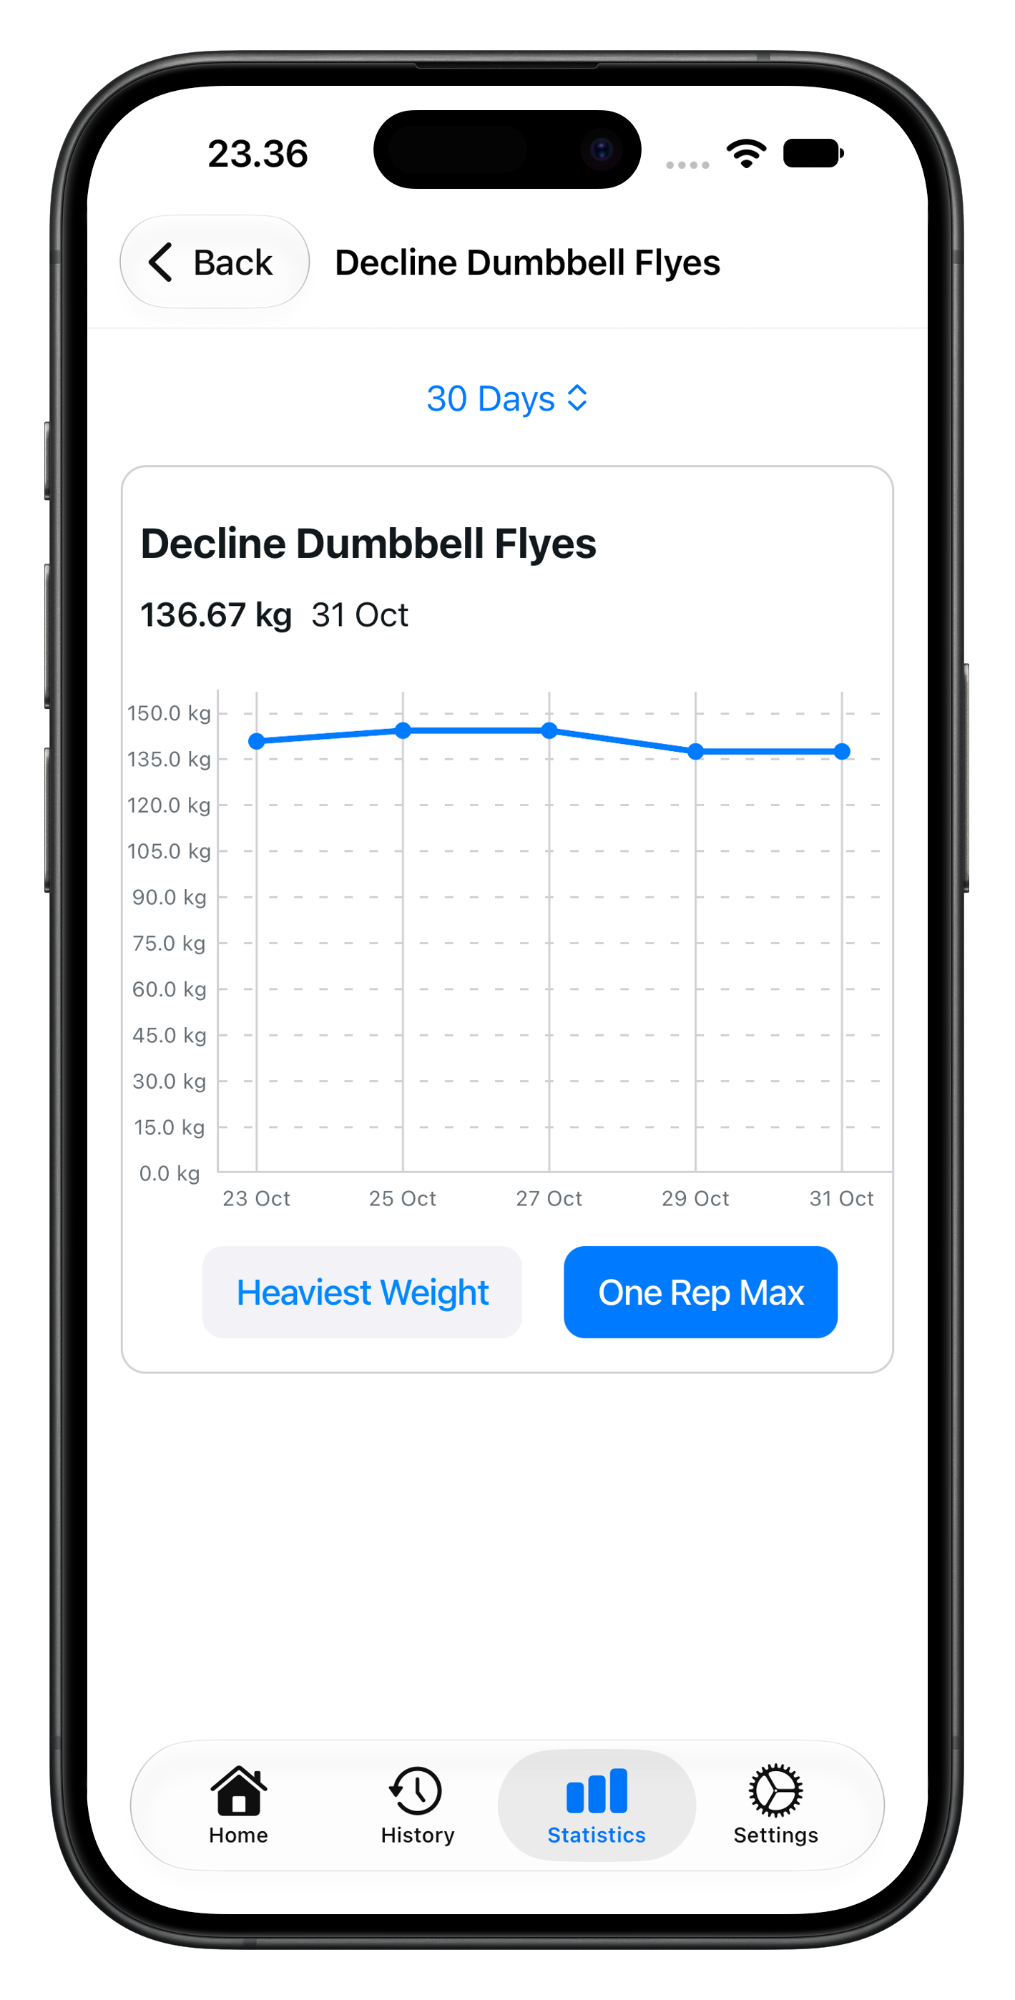 23.36
Back
Decline Dumbbell Flyes
30 Days
Decline Dumbbell Flyes
136.67 kg 31 Oct
150.0 kg
135.0 kg
120.0 kg
105.0 kg
90.0 kg
75.0 kg
60.0 kg
45.0 kg
30.0 kg
15.0 kg
0.0 kg
23 Oct 25 Oct 27 Oct 29 Oct 31 Oct
Heaviest Weight One Rep Max
Home History Statistics Settings